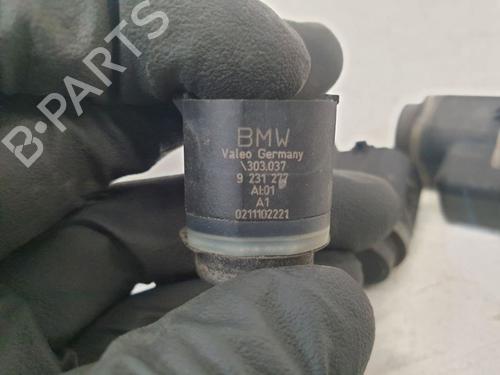 BMW
Valeo Germany
\303.037
9 231 277
AI:01
A1
0211102221
B-PARTS